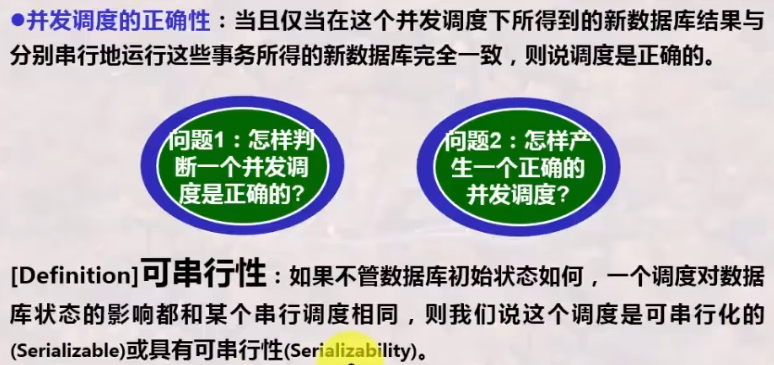 ●并发调度的正确性：当且仅当在这个并发调度下所得到的新数据库结果与
分别串行地运行这些事务所得的新数据库完全一致，则说调度是正确的。
问题1：怎样判
断一个并发调
度是正确的？
问题2：怎样产
生一个正确的
并发调度？
[Definition]可串行性：如果不管数据库初始状态如何，一个调度对数据
库状态的影响都和某个串行调度相同，则我们说这个调度是可串行化的
(Serializable)或具有可串行性(Serializability)。